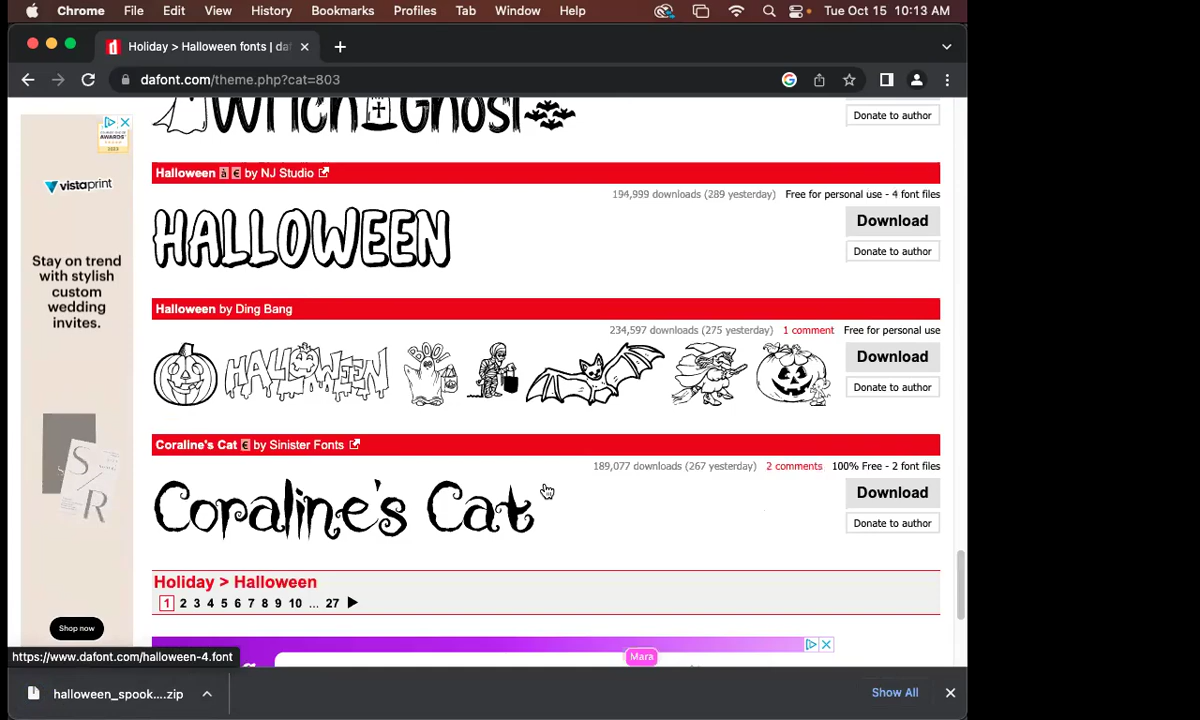 Chrome File Edit View History Bookmarks Profiles Tab Window Help Tue Oct 15 10:13 AM
Holiday > Halloween fonts | da
dafont.com/theme.php?cat=803
Witch Ghost
Donate to author
Halloween à € by NJ Studio
194,999 downloads (289 yesterday) Free for personal use - 4 font files
HALLOWEEN
Download
Donate to author
Halloween by Ding Bang
234,597 downloads (275 yesterday) 1 comment Free for personal use
HALLOWEEN BOO
Download
Donate to author
Coraline's Cat € by Sinister Fonts
189,077 downloads (267 yesterday) 2 comments 100% Free - 2 font files
Coraline's Cat
Download
Donate to author
Holiday > Halloween
1 2 3 4 5 6 7 8 9 10 ... 27
Mara
vistaprint
Stay on trend
with stylish
custom
wedding
invites.
S/R
Shop now
https://www.dafont.com/halloween-4.font
halloween_spook....zip
Show All